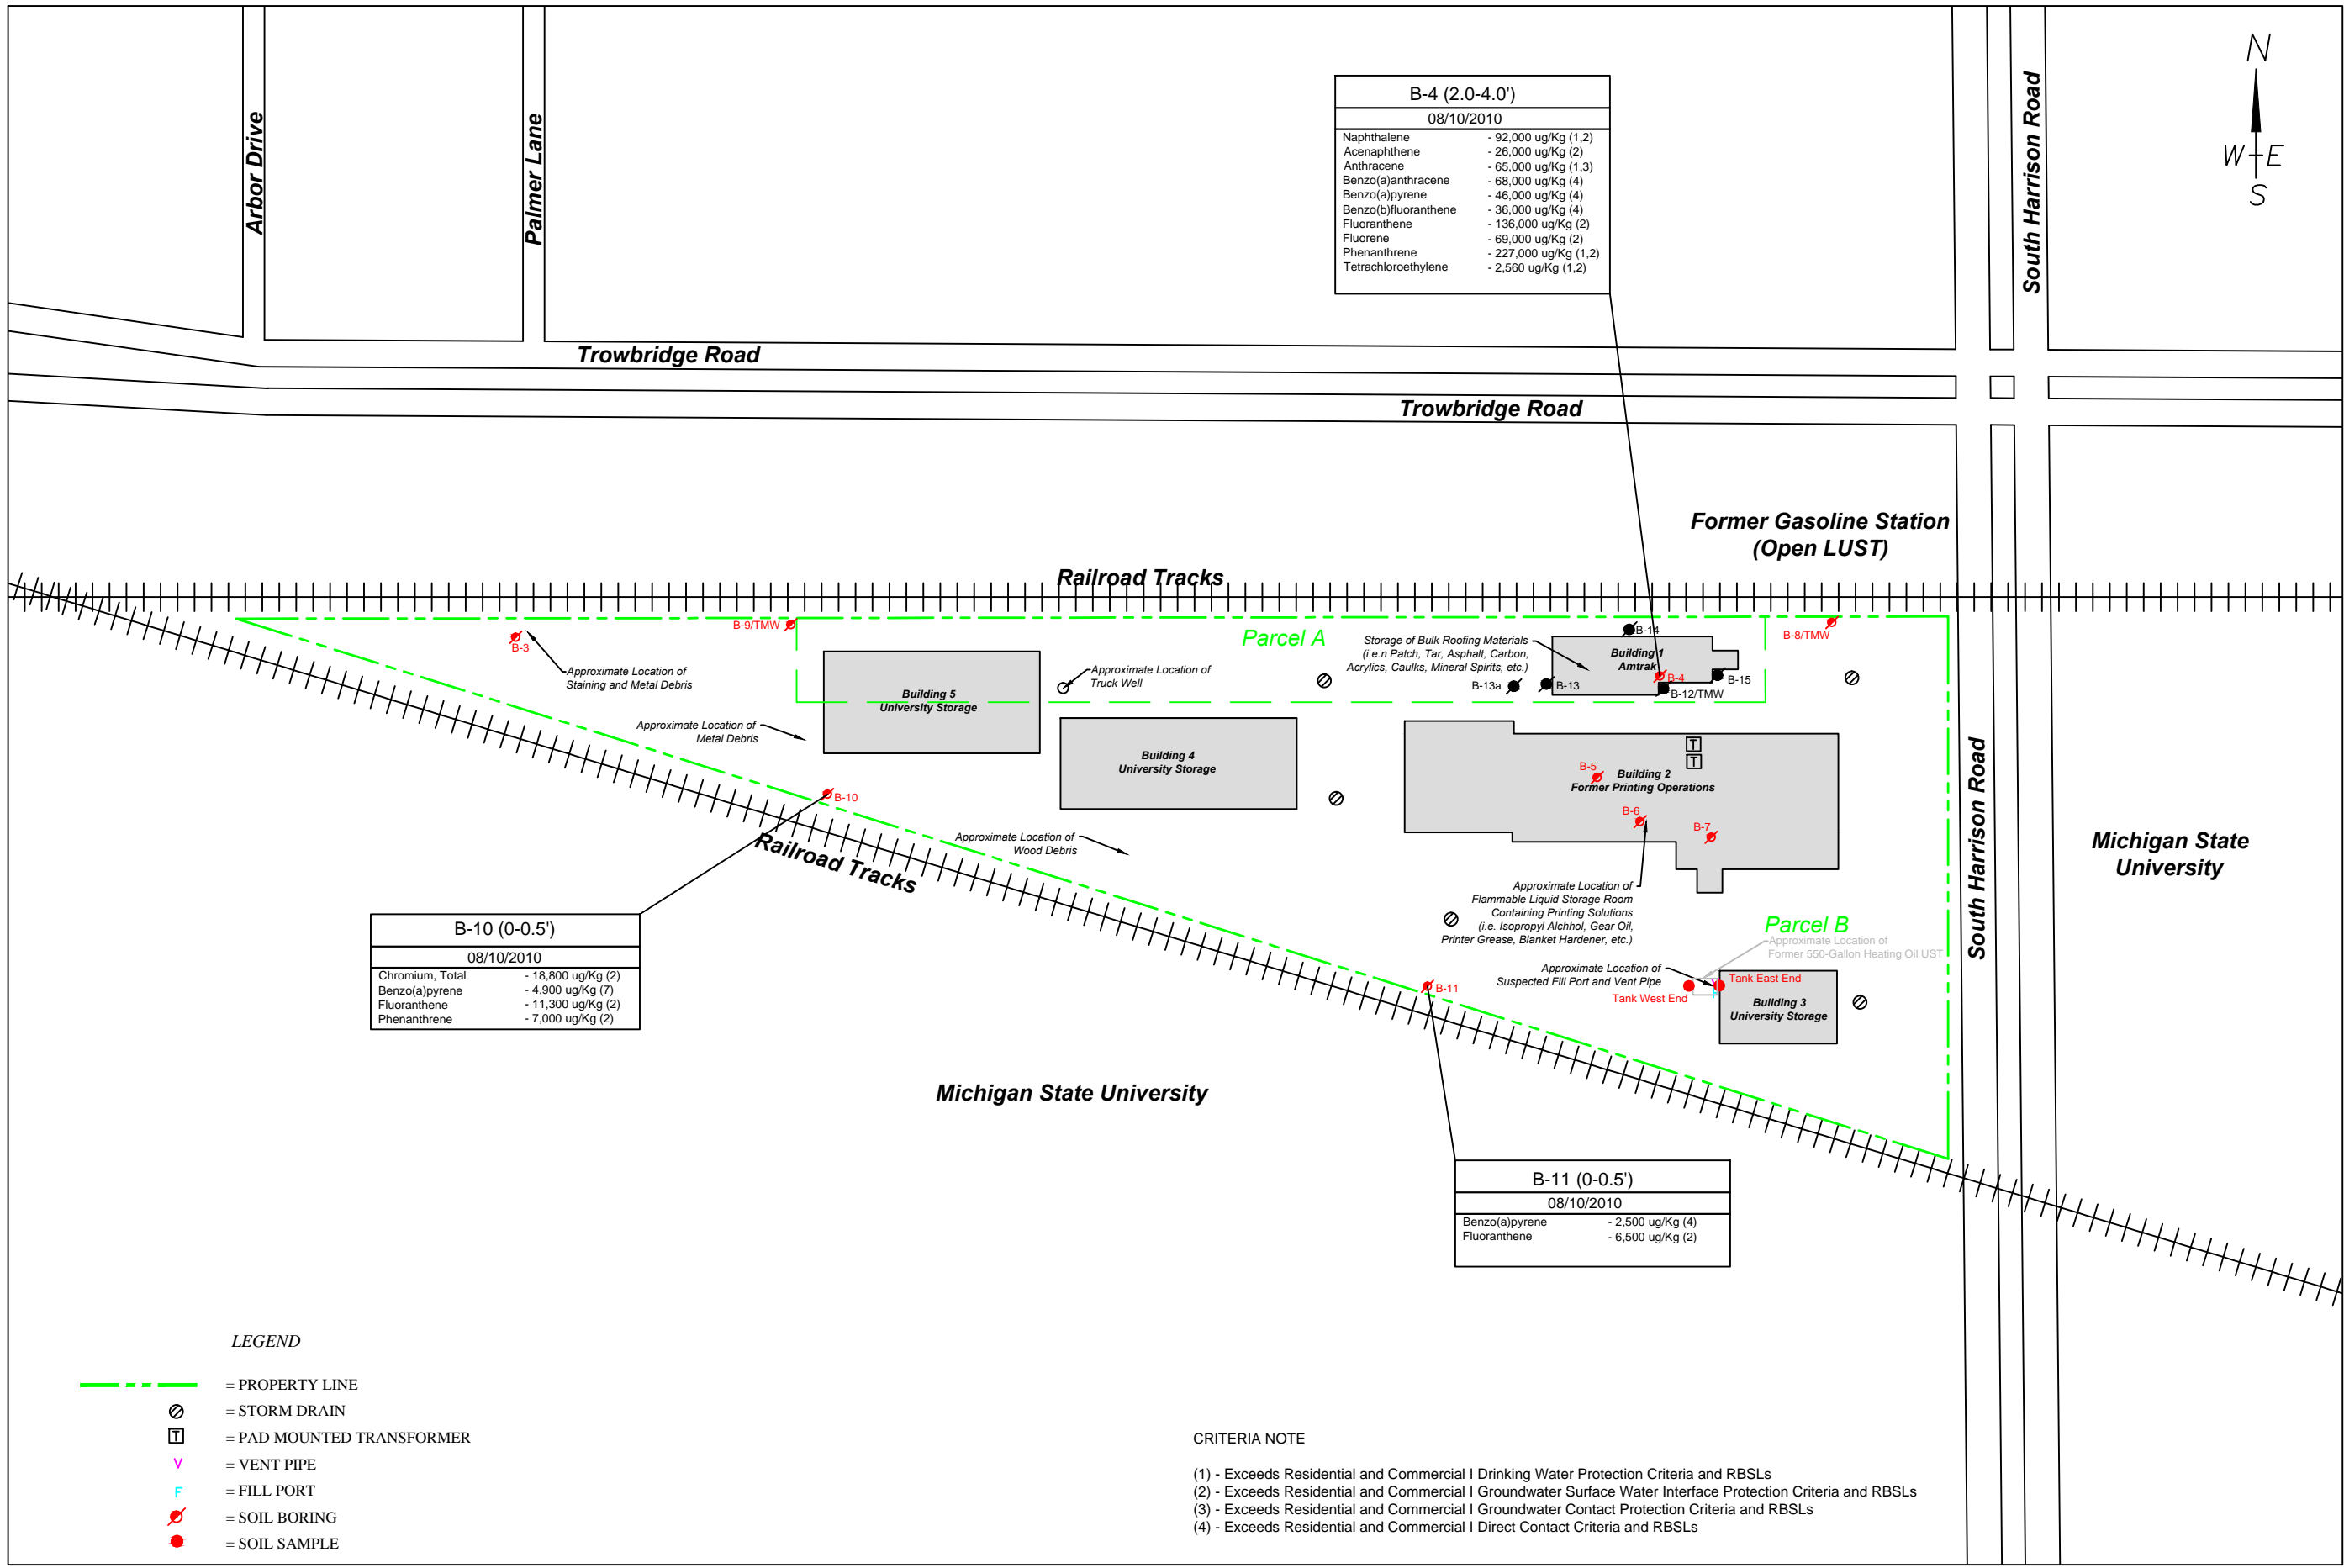 N
W E
S
Arbor Drive
Palmer Lane
South Harrison Road
B-4 (2.0-4.0')
08/10/2010
Naphthalene - 92,000 ug/Kg (1,2)
Acenaphthene - 26,000 ug/Kg (2)
Anthracene - 65,000 ug/Kg (1,3)
Benzo(a)anthracene - 68,000 ug/Kg (4)
Benzo(a)pyrene - 46,000 ug/Kg (4)
Benzo(b)fluoranthene - 36,000 ug/Kg (4)
Fluoranthene - 136,000 ug/Kg (2)
Fluorene - 69,000 ug/Kg (2)
Phenanthrene - 227,000 ug/Kg (1,2)
Tetrachloroethylene - 2,560 ug/Kg (1,2)
Trowbridge Road
Trowbridge Road
Former Gasoline Station
(Open LUST)
Railroad Tracks
B-3
Approximate Location of
Staining and Metal Debris
B-9/TMW
Parcel A
Storage of Bulk Roofing Materials
(i.e.n Patch, Tar, Asphalt, Carbon,
Acrylics, Caulks, Mineral Spirits, etc.)
B-14
Building 1
Amtrak
B-4
B-8/TMW
B-15
B-13a
B-13
B-12/TMW
Approximate Location of
Truck Well
Building 5
University Storage
Approximate Location of
Metal Debris
Building 4
University Storage
T
T
B-5
Building 2
Former Printing Operations
B-6
B-7
B-10
Railroad Tracks
Approximate Location of
Wood Debris
Approximate Location of
Flammable Liquid Storage Room
Containing Printing Solutions
(i.e. Isopropyl Alchhol, Gear Oil,
Printer Grease, Blanket Hardener, etc.)
South Harrison Road
Michigan State
University
Parcel B
Approximate Location of
Former 550-Gallon Heating Oil UST
Approximate Location of
Suspected Fill Port and Vent Pipe
Tank East End
Tank West End
V
F
Building 3
University Storage
B-11
B-10 (0-0.5')
08/10/2010
Chromium, Total - 18,800 ug/Kg (2)
Benzo(a)pyrene - 4,900 ug/Kg (7)
Fluoranthene - 11,300 ug/Kg (2)
Phenanthrene - 7,000 ug/Kg (2)
Michigan State University
B-11 (0-0.5')
08/10/2010
Benzo(a)pyrene - 2,500 ug/Kg (4)
Fluoranthene - 6,500 ug/Kg (2)
LEGEND
= PROPERTY LINE
= STORM DRAIN
T = PAD MOUNTED TRANSFORMER
V = VENT PIPE
F = FILL PORT
= SOIL BORING
= SOIL SAMPLE
CRITERIA NOTE
(1) - Exceeds Residential and Commercial I Drinking Water Protection Criteria and RBSLs
(2) - Exceeds Residential and Commercial I Groundwater Surface Water Interface Protection Criteria and RBSLs
(3) - Exceeds Residential and Commercial I Groundwater Contact Protection Criteria and RBSLs
(4) - Exceeds Residential and Commercial I Direct Contact Criteria and RBSLs